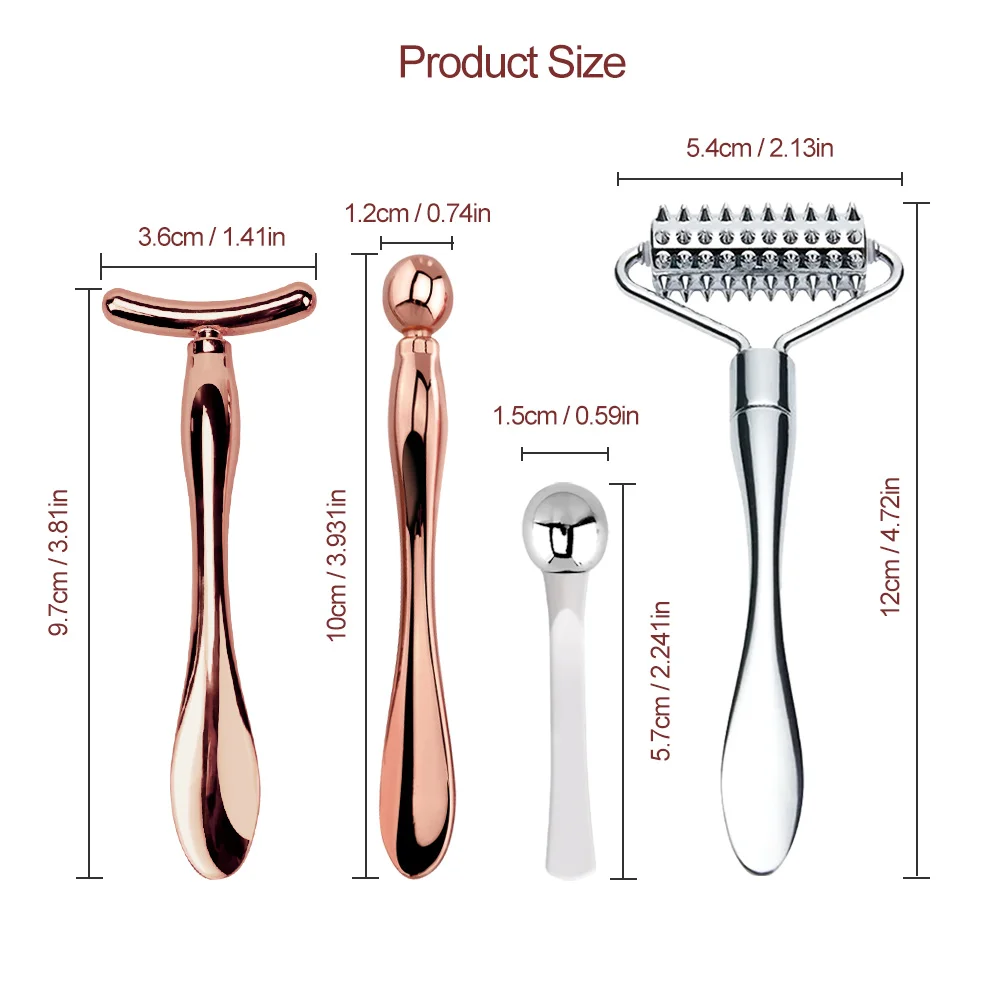 Product Size
3.6cm / 1.41in
9.7cm / 3.81in
1.2cm / 0.74in
10cm / 3.931in
1.5cm / 0.59in
5.7cm / 2.241in
5.4cm / 2.13in
12cm / 4.72in